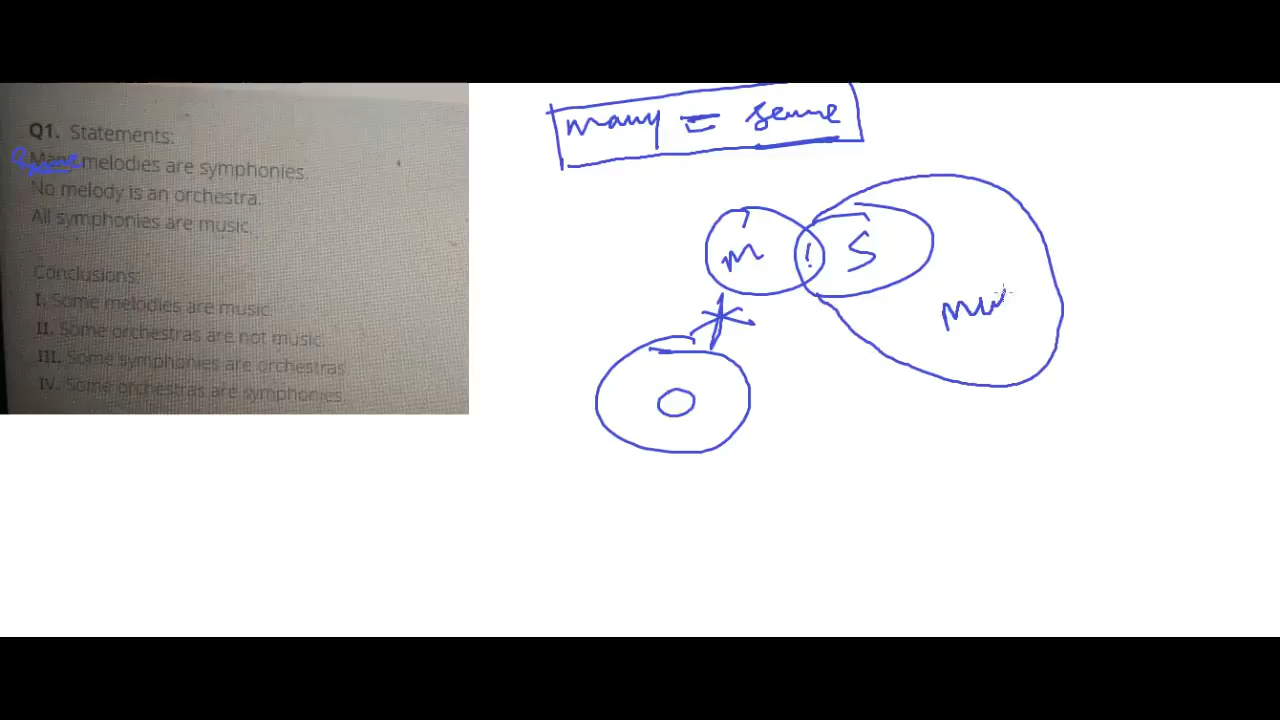 many = some
Q1. Statements:
Many melodies are symphonies.
Some
No melody is an orchestra.
All symphonies are music.
Conclusions:
I. Some melodies are music.
II. Some orchestras are not music.
III. Some symphonies are orchestras.
IV. Some orchestras are symphonies.
M
S
mu
O